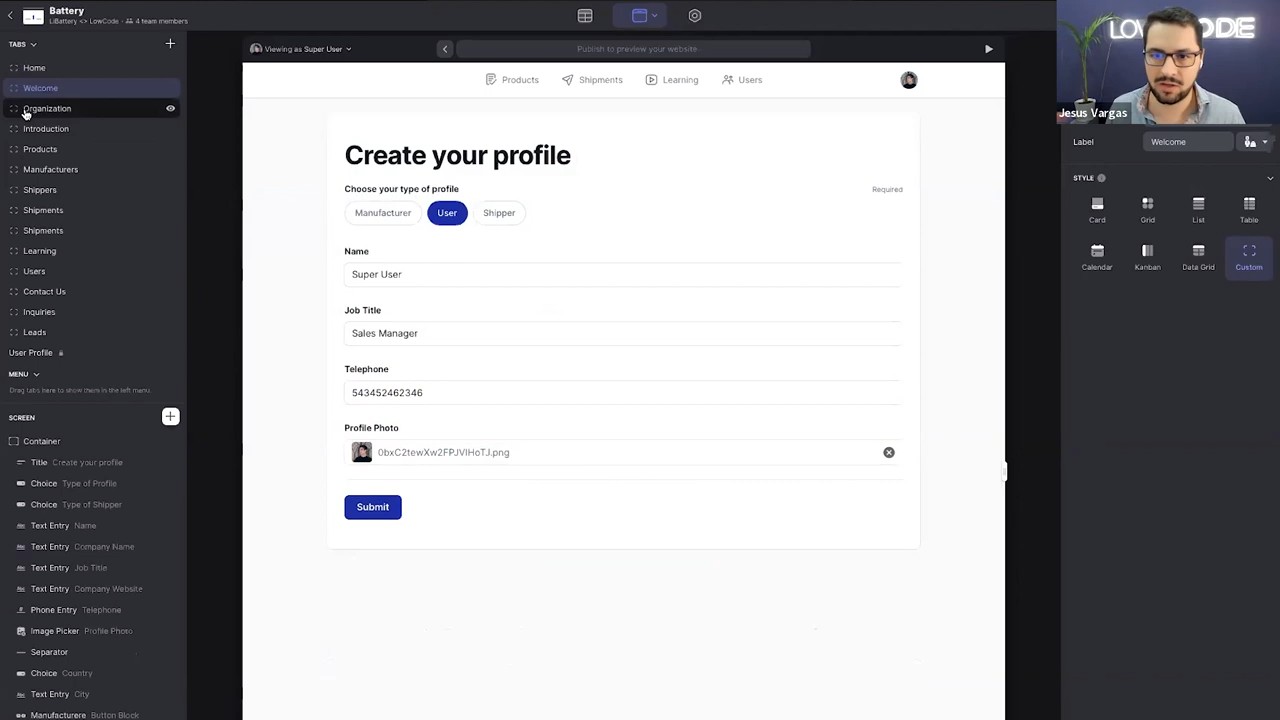 Battery
LiBattery <> LowCode · 4 team members
TABS
Home
Welcome
Organization
Introduction
Products
Manufacturers
Shippers
Shipments
Shipments
Learning
Users
Contact Us
Inquiries
Leads
User Profile
MENU
Drag tabs here to show them in the left menu.
SCREEN
Container
Title Create your profile
Choice Type of Profile
Choice Type of Shipper
Text Entry Name
Text Entry Company Name
Text Entry Job Title
Text Entry Company Website
Phone Entry Telephone
Image Picker Profile Photo
Separator
Choice Country
Text Entry City
Manufacturere Button Block
Viewing as Super User
Publish to preview your website
Products Shipments Learning Users
Create your profile
Choose your type of profile Required
Manufacturer User Shipper
Name
Super User
Job Title
Sales Manager
Telephone
543452462346
Profile Photo
0bxC2tewXw2FPJVIHoTJ.png
Submit
Jesus Vargas
Label Welcome
STYLE
Card Grid List Table
Calendar Kanban Data Grid Custom